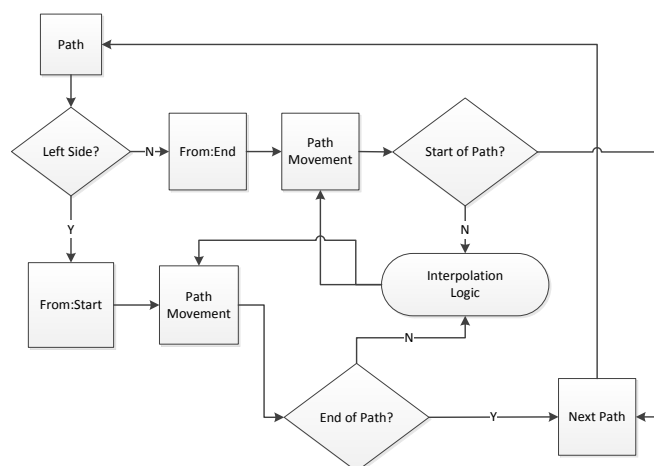 Path
Left Side?
N
From:End
Path
Movement
Start of Path?
Y
N
From:Start
Path
Movement
Interpolation
Logic
N
End of Path?
Y
Next Path